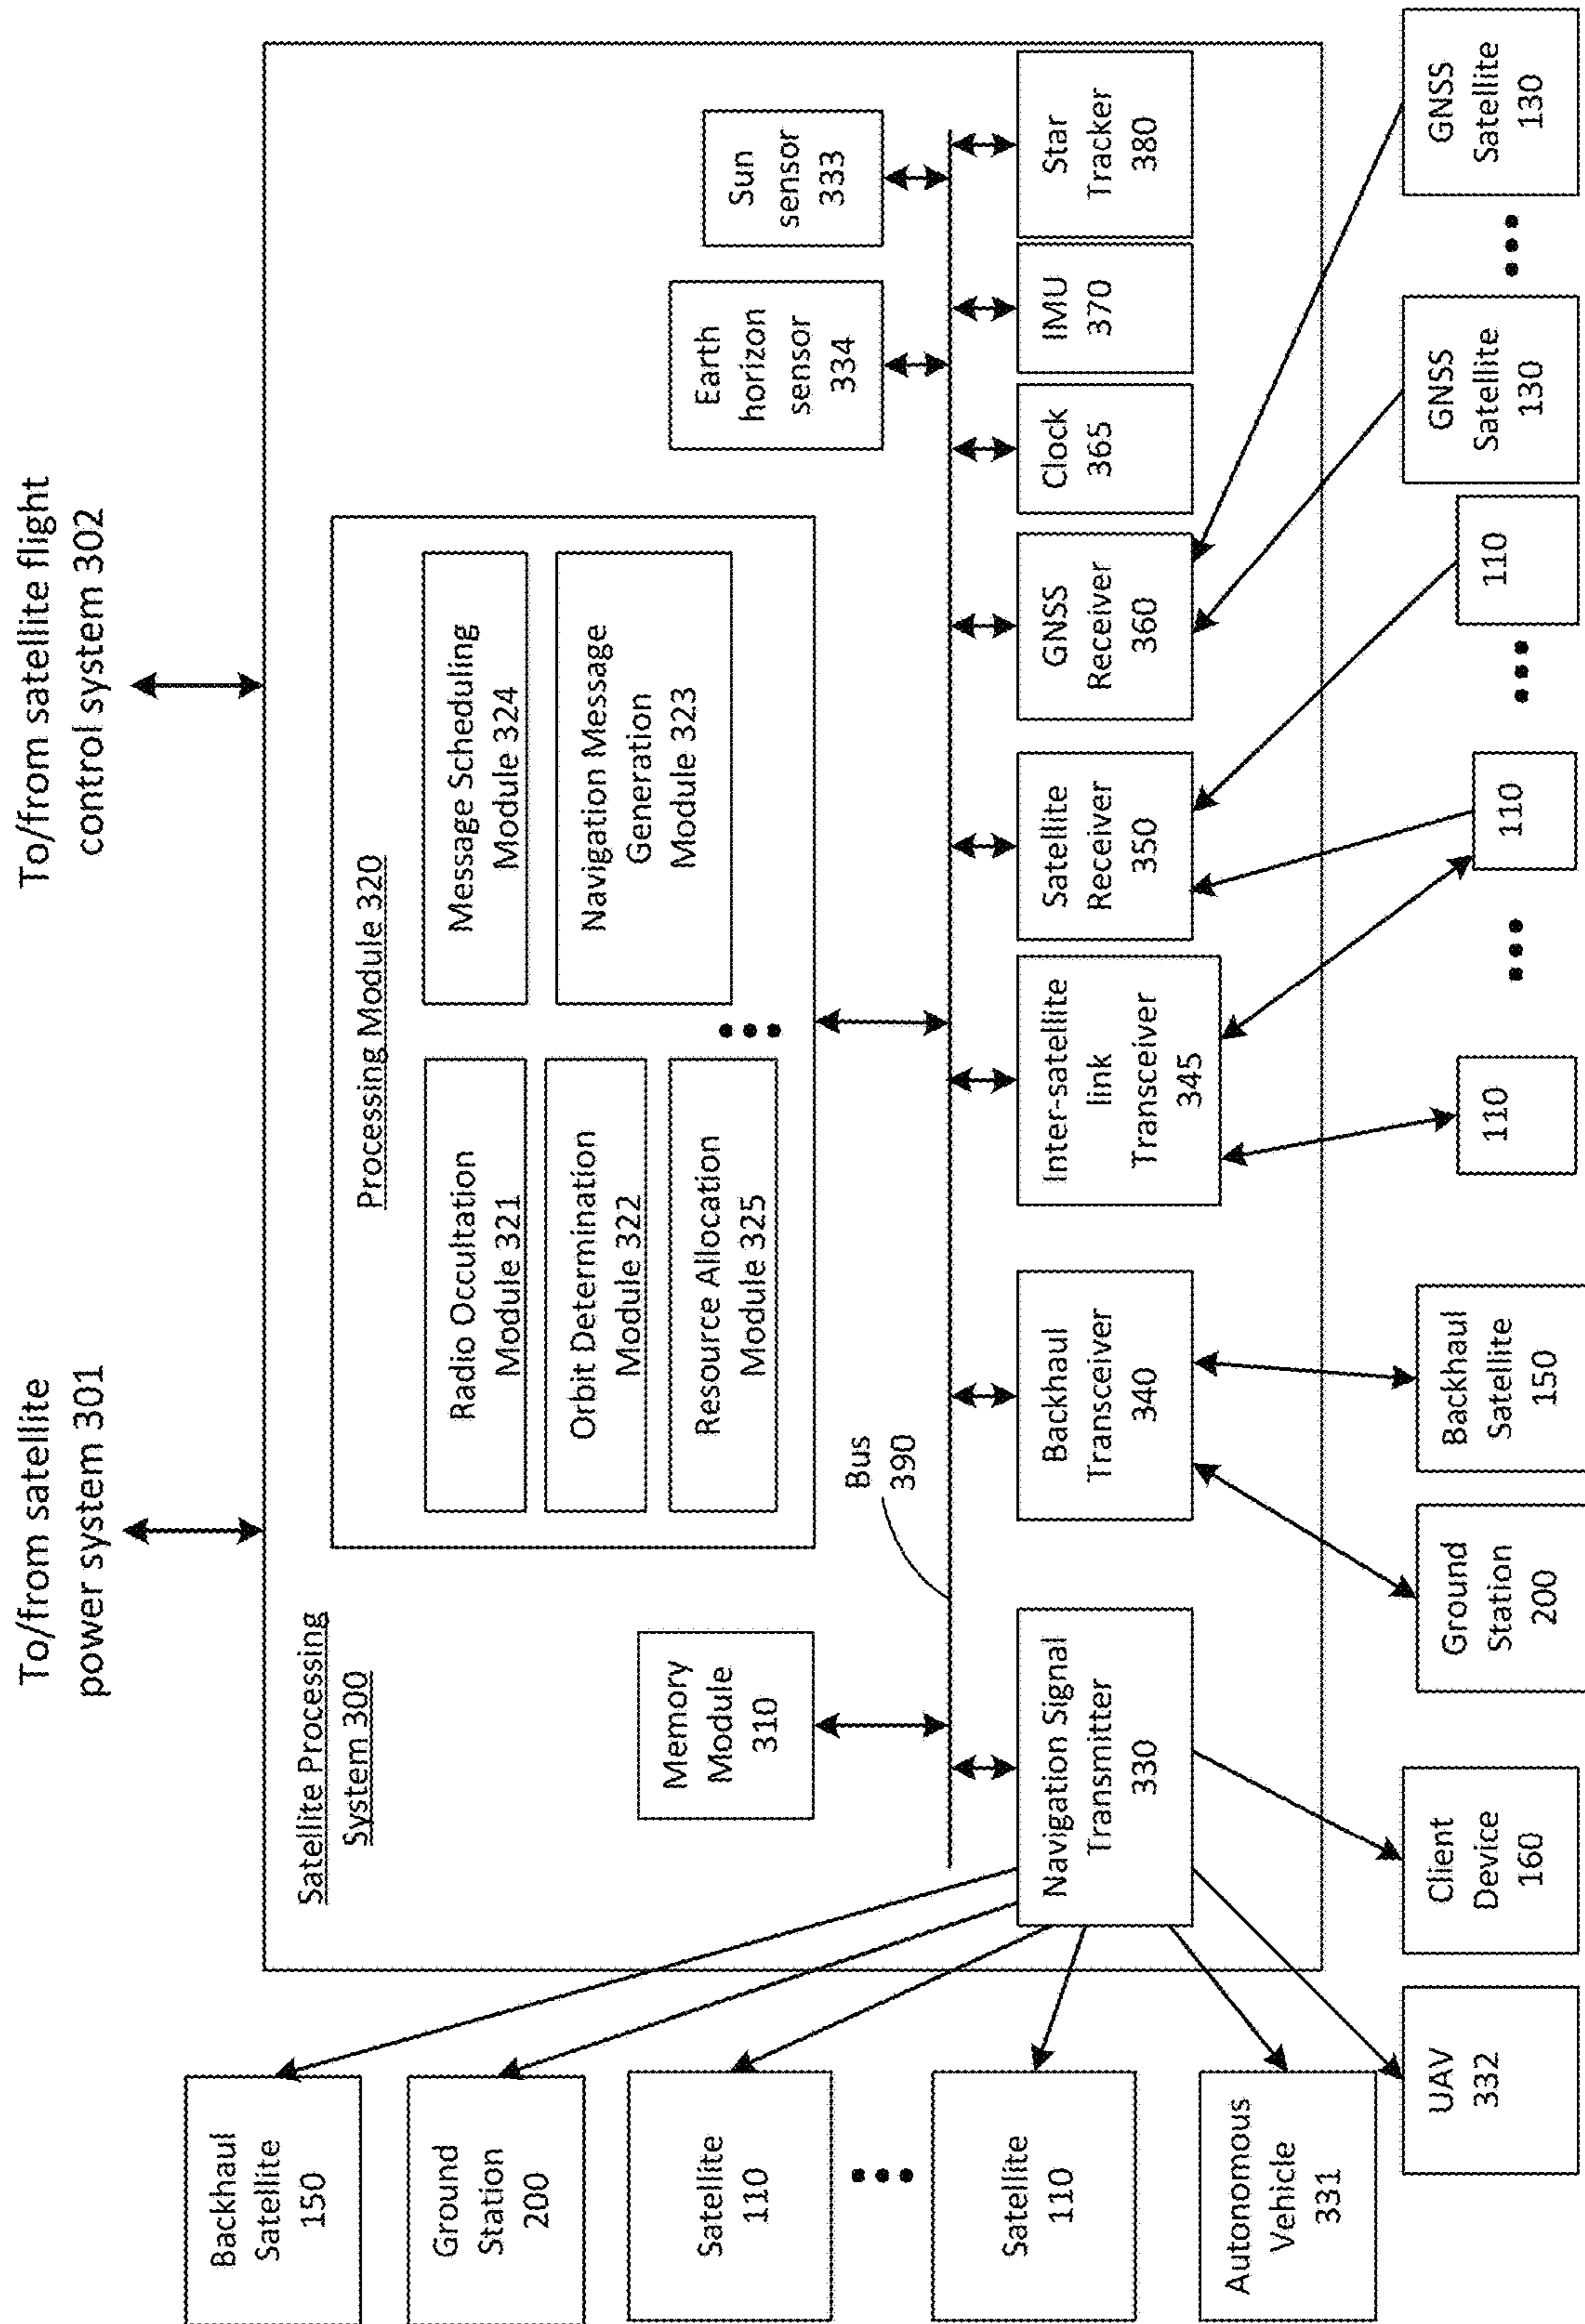 To/from satellite
power system 301
To/from satellite flight
control system 302
Satellite Processing
System 300
Processing Module 320
Radio Occultation
Module 321
Message Scheduling
Module 324
Orbit Determination
Module 322
Navigation Message
Generation
Module 323
Resource Allocation
Module 325
Memory
Module
310
Earth
horizon
sensor
334
Sun
sensor
333
Bus
390
Navigation Signal
Transmitter
330
Backhaul
Transceiver
340
Inter-satellite
link
Transceiver
345
Satellite
Receiver
350
GNSS
Receiver
360
Clock
365
IMU
370
Star
Tracker
380
Backhaul
Satellite
150
Ground
Station
200
Satellite
110
Satellite
110
Autonomous
Vehicle
331
UAV
332
Client
Device
160
Ground
Station
200
Backhaul
Satellite
150
110
110
110
GNSS
Satellite
130
GNSS
Satellite
130